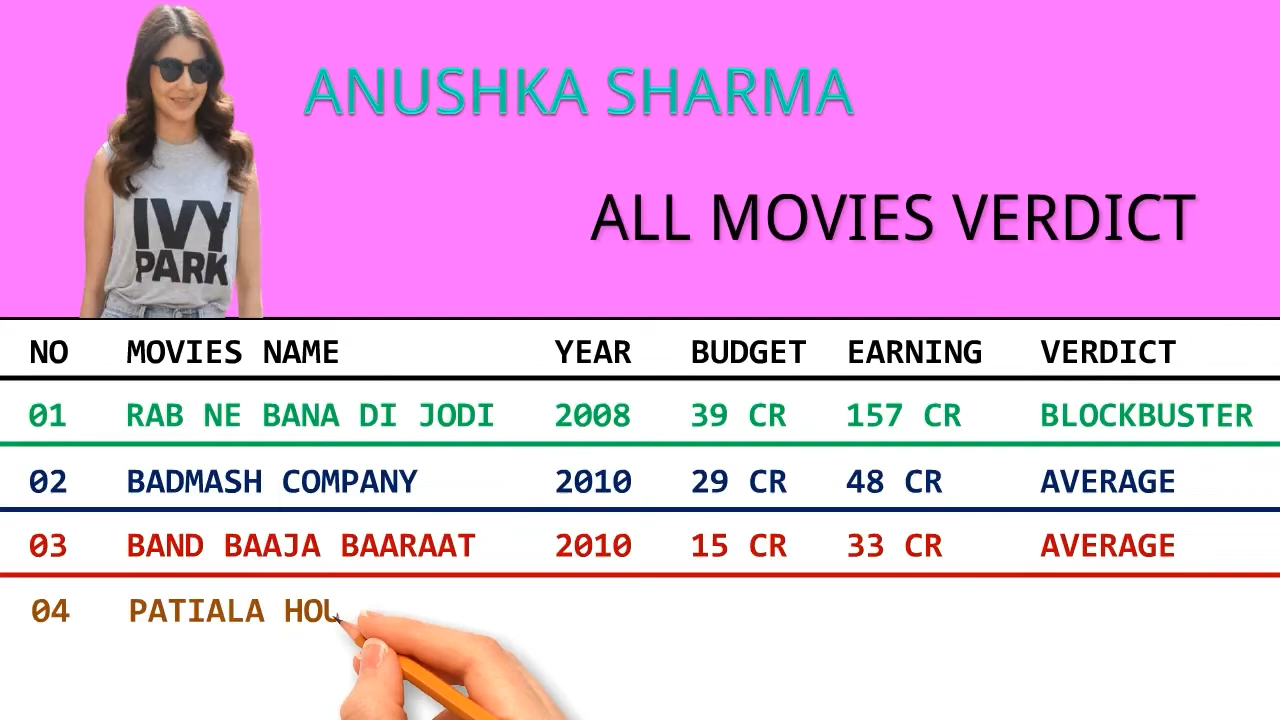 ANUSHKA SHARMA
ALL MOVIES VERDICT
IVY
PARK
NO MOVIES NAME YEAR BUDGET EARNING VERDICT
01 RAB NE BANA DI JODI 2008 39 CR 157 CR BLOCKBUSTER
02 BADMASH COMPANY 2010 29 CR 48 CR AVERAGE
03 BAND BAAJA BAARAAT 2010 15 CR 33 CR AVERAGE
04 PATIALA HOU